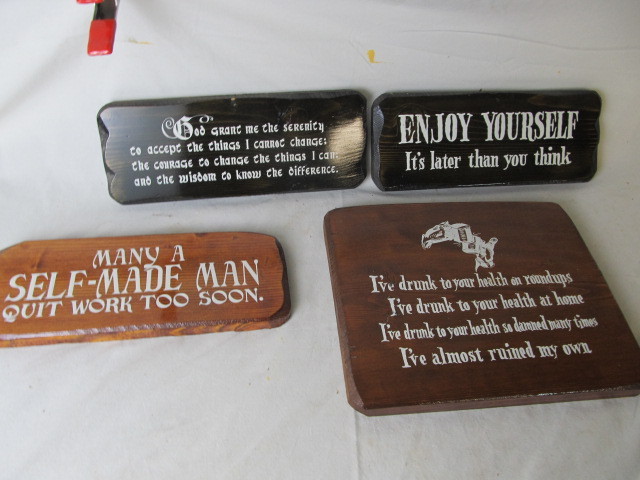 God grant me the serenity
to accept the things I cannot change;
the courage to change the things I can;
and the wisdom to know the difference.
ENJOY YOURSELF
It's later than you think
MANY A
SELF-MADE MAN
QUIT WORK TOO SOON.
I've drunk to your health on roundups
I've drunk to your health at home
I've drunk to your health so damned many times
I've almost ruined my own